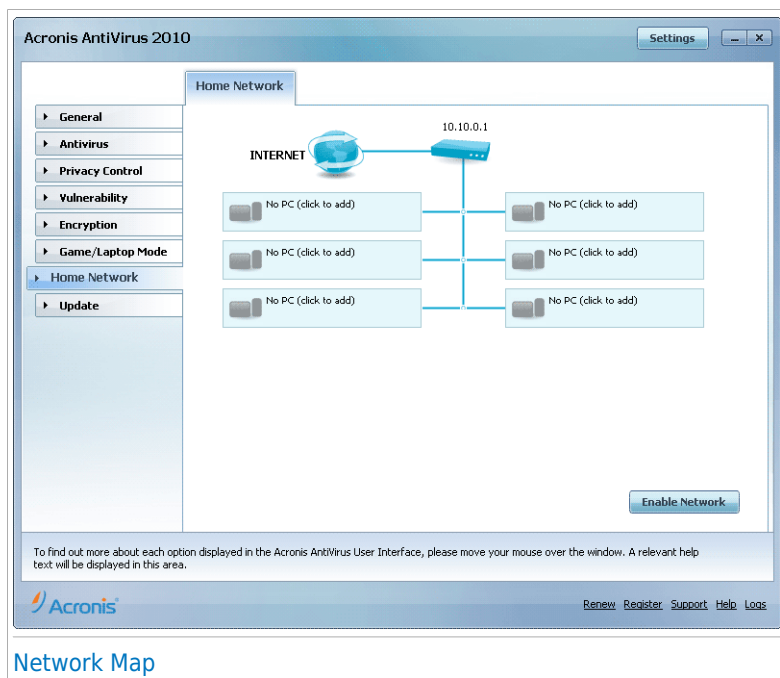 Acronis AntiVirus 2010
Settings
Home Network
General
Antivirus
Privacy Control
Vulnerability
Encryption
Game/Laptop Mode
Home Network
Update
10.10.0.1
INTERNET
No PC (click to add)
No PC (click to add)
No PC (click to add)
No PC (click to add)
No PC (click to add)
No PC (click to add)
Enable Network
To find out more about each option displayed in the Acronis AntiVirus User Interface, please move your mouse over the window. A relevant help
text will be displayed in this area.
Acronis
Renew Register Support Help Logs
Network Map